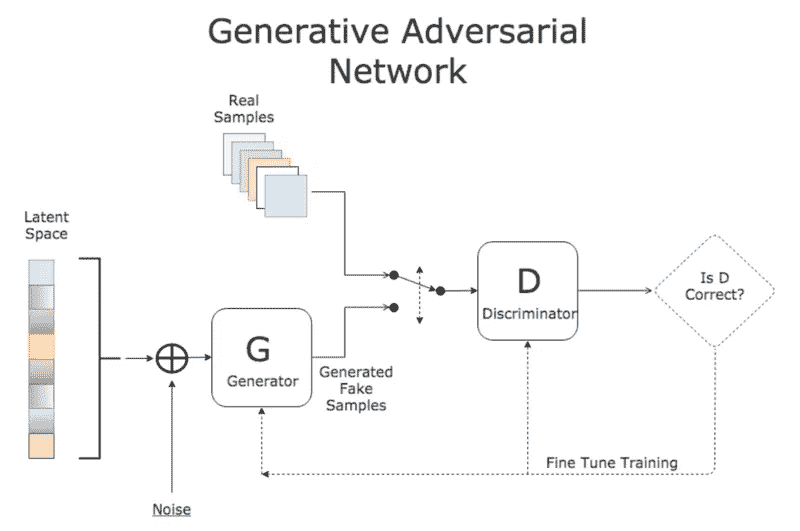 Generative Adversarial
Network
Real
Samples
Latent
Space
D
Discriminator
Is D
Correct?
G
Generator
Generated
Fake
Samples
Fine Tune Training
Noise